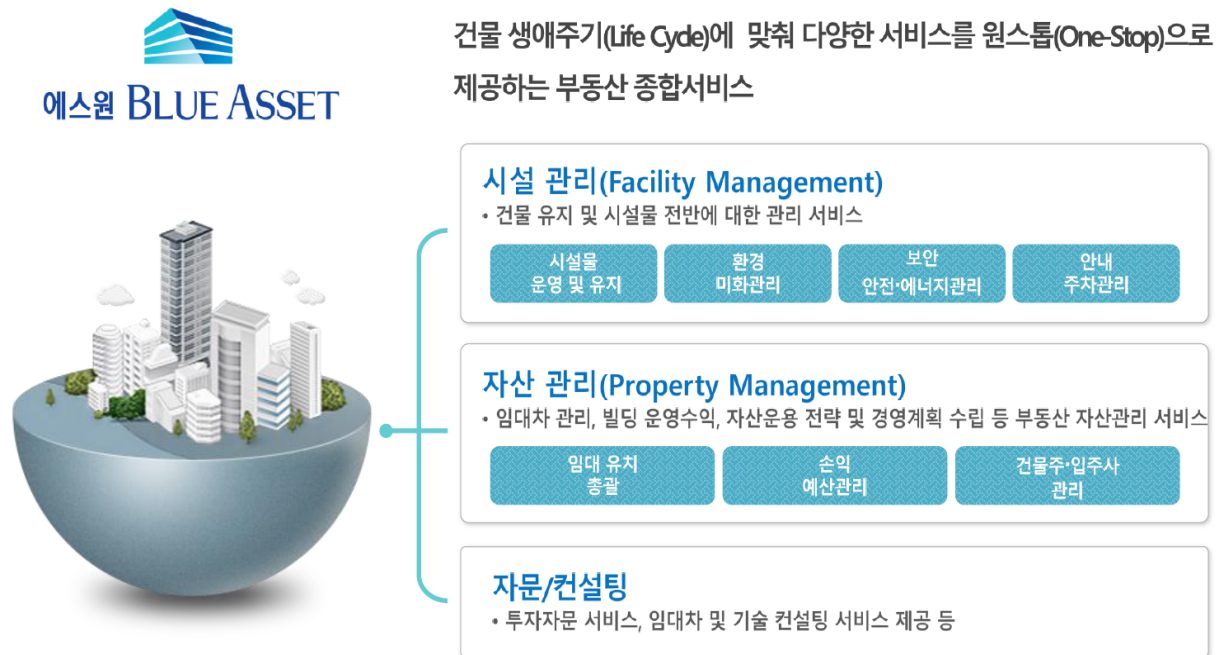 에스원 BLUE ASSET
건물 생애주기(Life Cycle)에 맞춰 다양한 서비스를 원스톱(One-Stop)으로
제공하는 부동산 종합서비스
시설 관리(Facility Management)
• 건물 유지 및 시설물 전반에 대한 관리 서비스
시설물
운영 및 유지
환경
미화관리
보안
안전·에너지관리
안내
주차관리
자산 관리(Property Management)
• 임대차 관리, 빌딩 운영수익, 자산운용 전략 및 경영계획 수립 등 부동산 자산관리 서비스
임대 유치
총괄
손익
예산관리
건물주·입주사
관리
자문/컨설팅
• 투자자문 서비스, 임대차 및 기술 컨설팅 서비스 제공 등